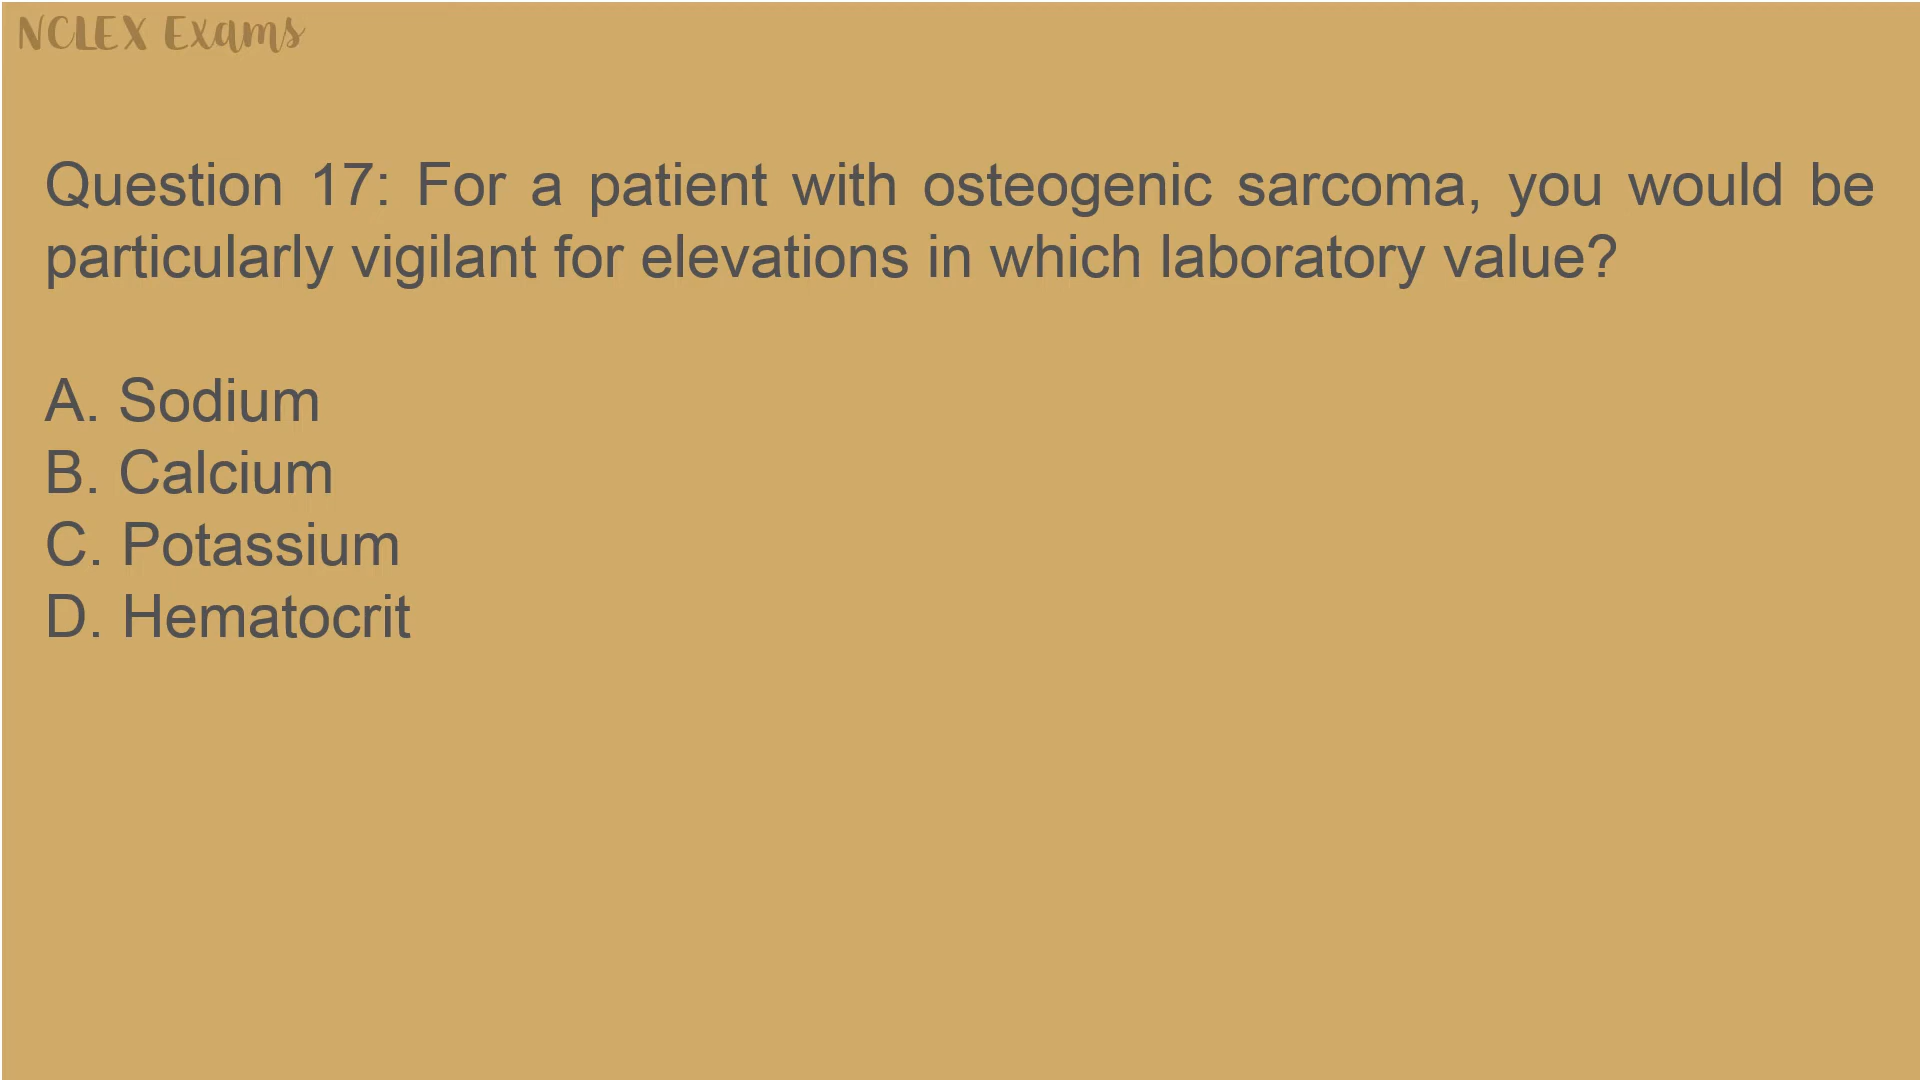 NCLEX Exams
Question 17: For a patient with osteogenic sarcoma, you would be
particularly vigilant for elevations in which laboratory value?
A. Sodium
B. Calcium
C. Potassium
D. Hematocrit